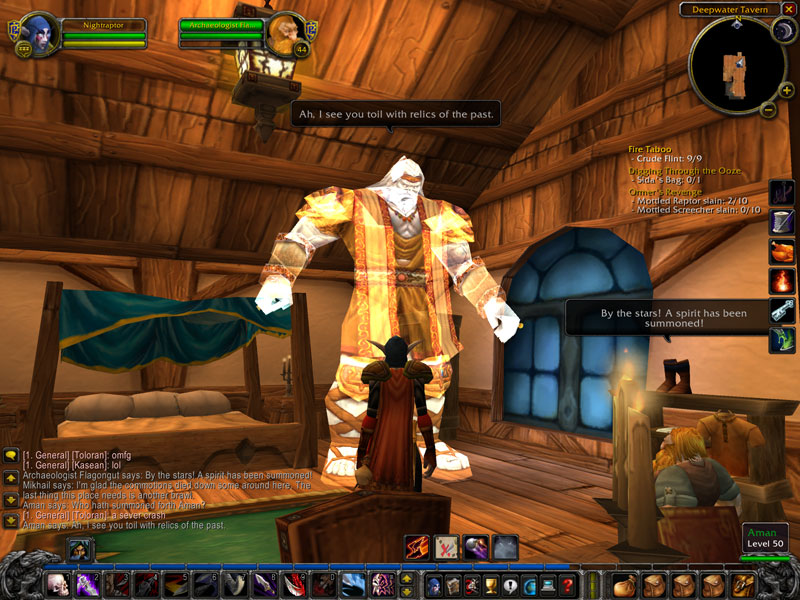 Nightraptor
Archaeologist Fla...
44
Deepwater Tavern
N
Ah, I see you toil with relics of the past.
Fire Taboo
- Crude Flint: 9/9
Digging Through the Ooze
- Sida's Bag: 0/1
Ormer's Revenge
- Mottled Raptor slain: 2/10
- Mottled Screecher slain: 0/10
By the stars! A spirit has been
summoned!
[1. General] [Toloran]: omfg
[1. General] [Kasean]: lol
Archaeologist Flagongut says: By the stars! A spirit has been summoned!
Mikhail says: I'm glad the commotions died down some around here. The
last thing this place needs is another brawl.
Aman says: Who hath summoned forth Aman?
[1. General] [Toloran]: a sever crash
Aman says: Ah, I see you toil with relics of the past.
Aman
Level 50